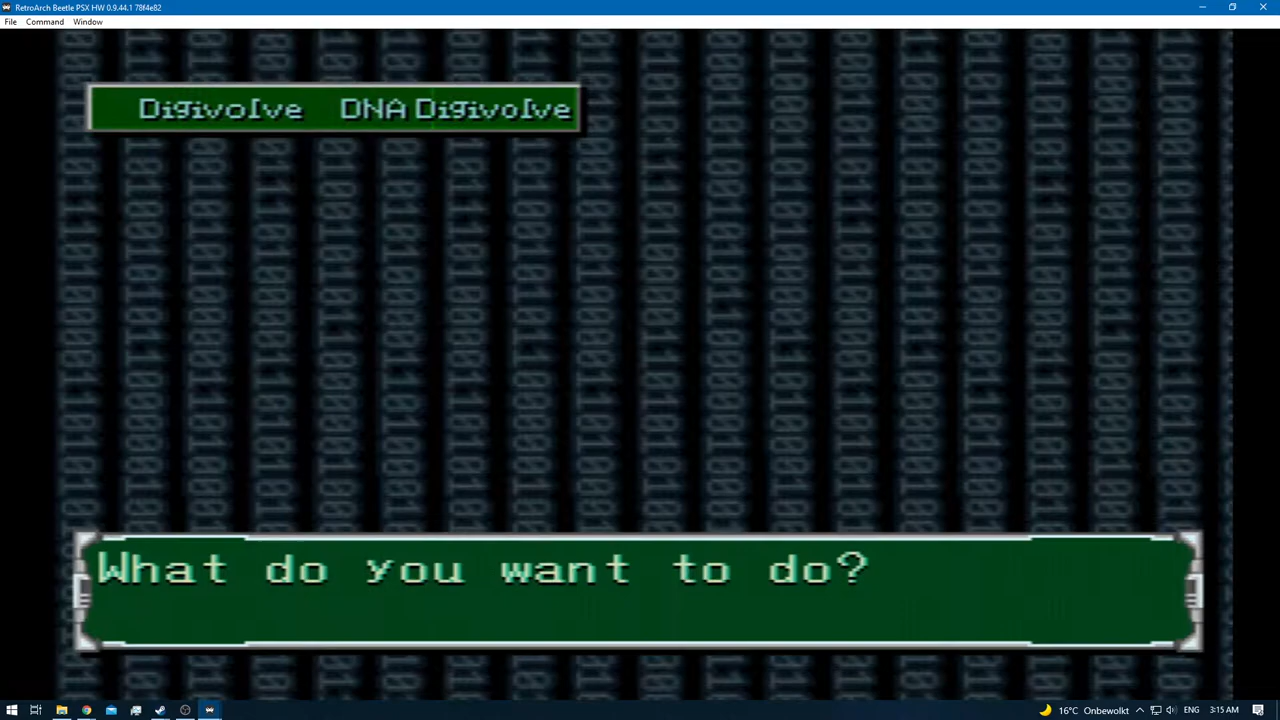 RetroArch Beetle PSX HW 0.9.44.1 78f4e82
File Command Window
Digivolve DNA Digivolve
What do you want to do?
16°C Onbewolkt 3:15 AM